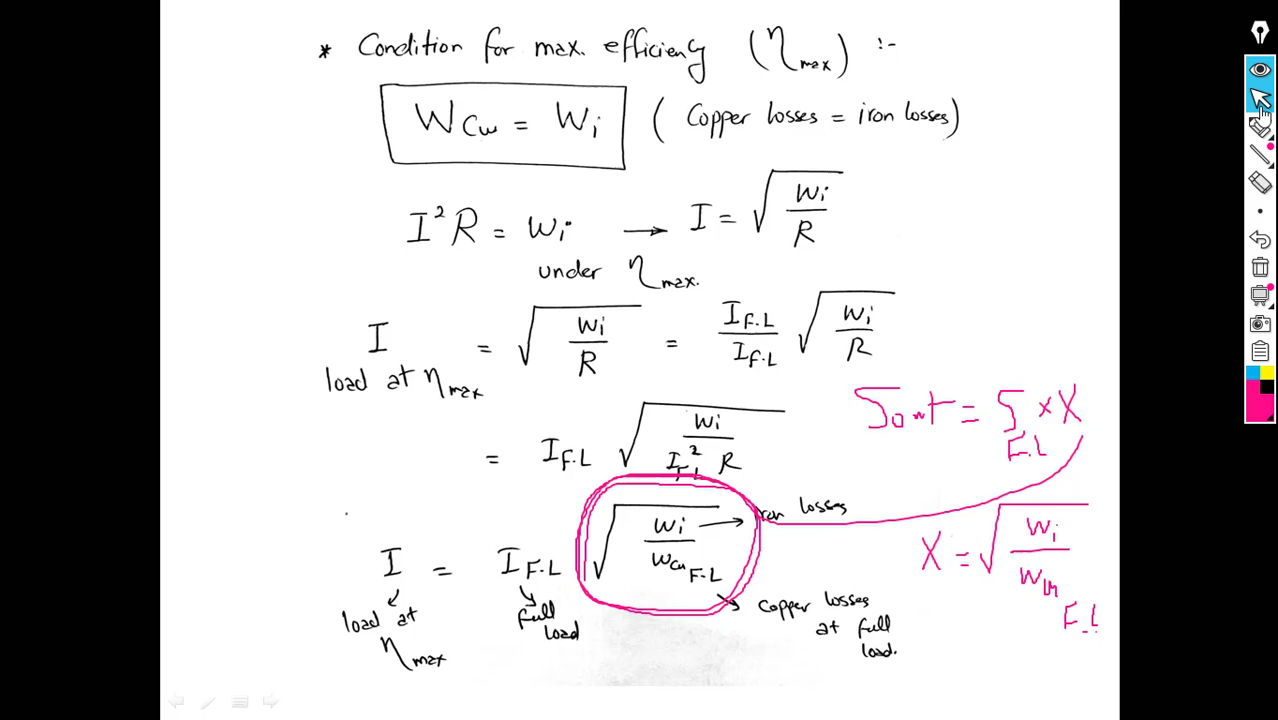 * Condition for max. efficiency (η max) :-
W Cu = Wi (Copper losses = iron losses)
I² R = Wi → I = √(Wi / R)
under η max.
I load at η max = √(Wi / R) = I F.L / I F.L √(Wi / R)
= I F.L √(Wi / I F.L ² R)
Sout = S F.L × X
I = I F.L √(Wi / Wcu F.L)
→ iron losses
X = √(Wi / Wcu F.L)
load at η max
full load
copper losses at full load.